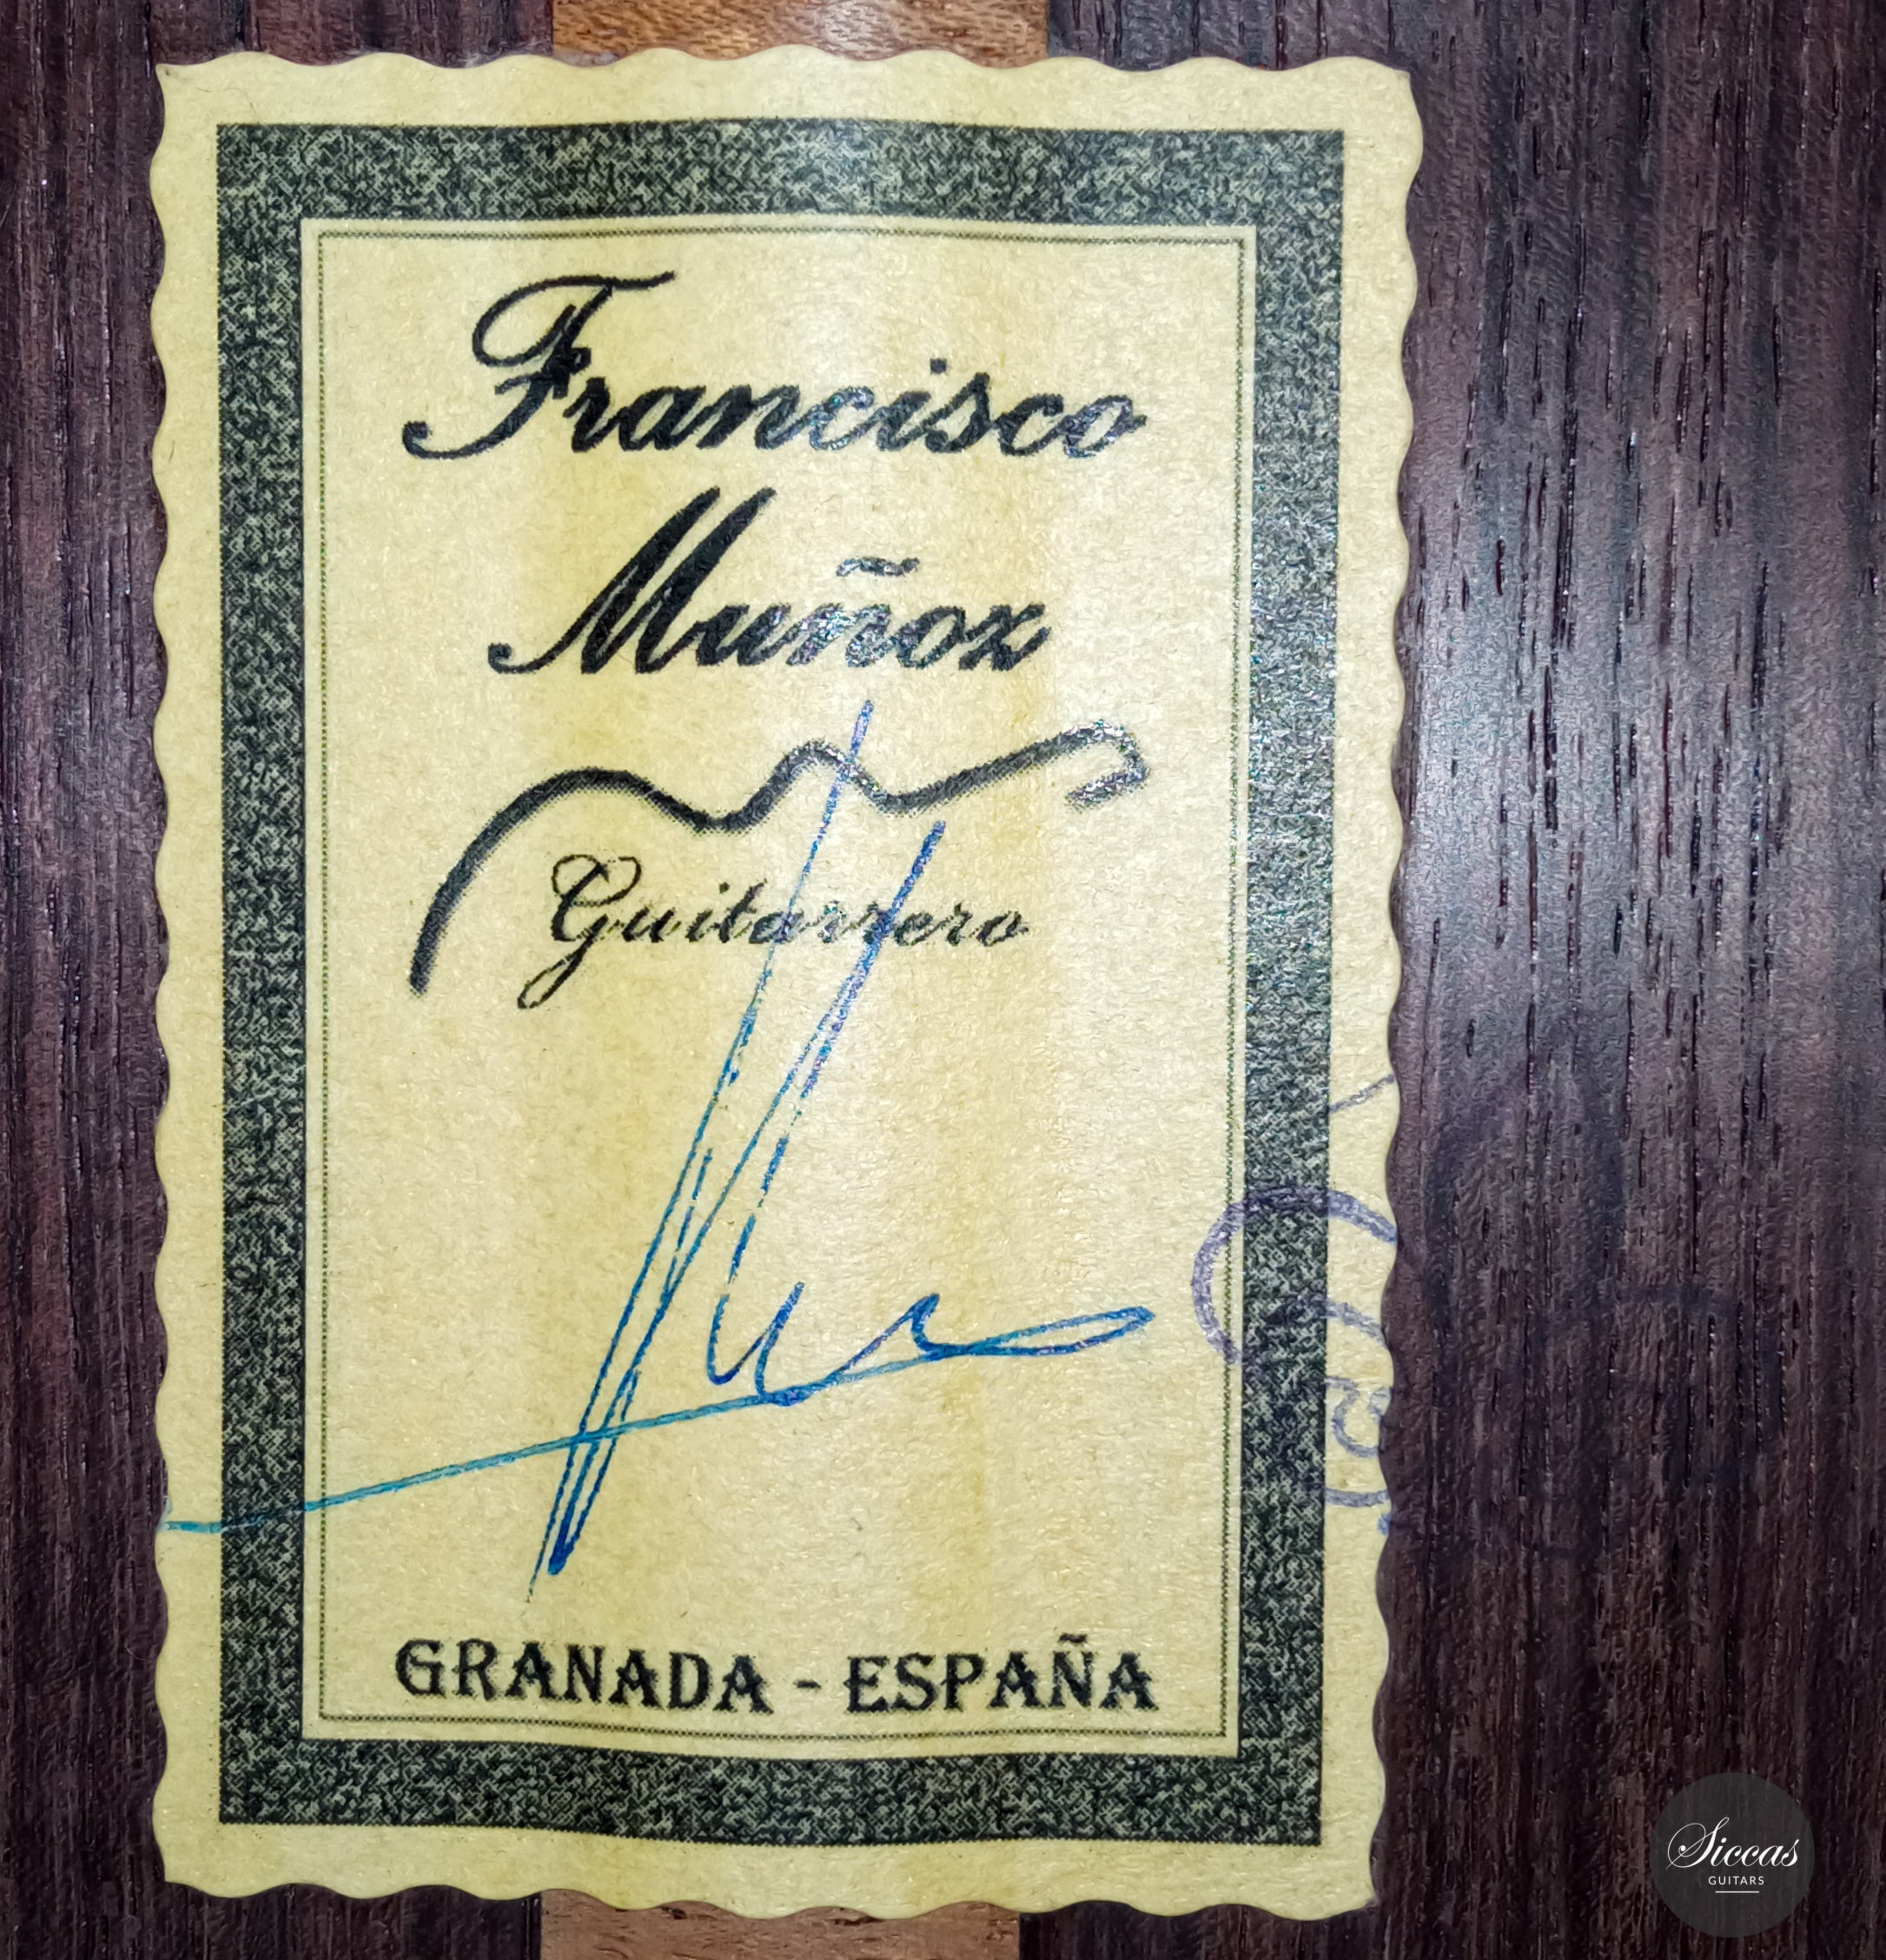 Francisco
Muñoz
Guitarrero
GRANADA - ESPAÑA
Siccas
GUITARS